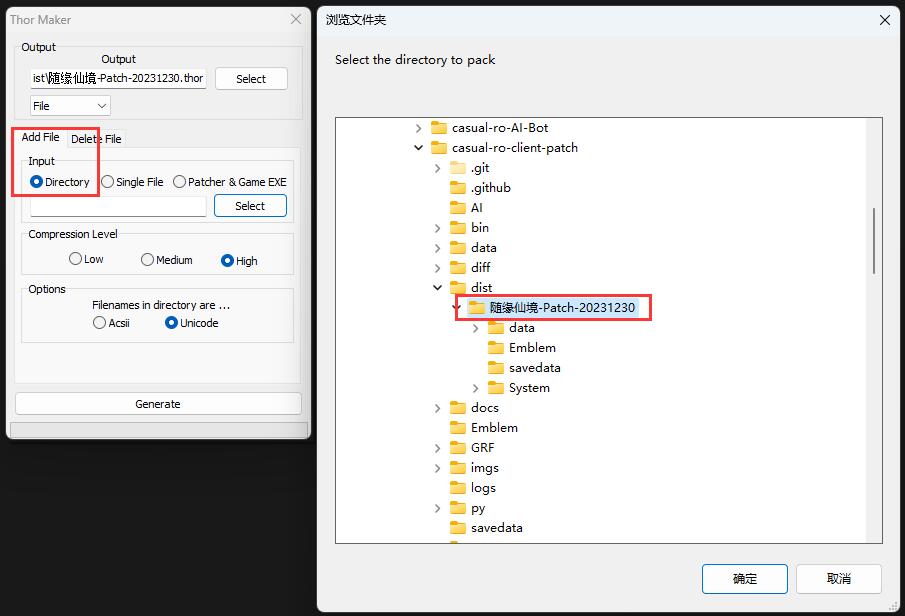 Thor Maker
Output
Output
ist\随缘仙境-Patch-20231230.thor
Select
File
Add File
Delete File
Input
Directory
Single File
Patcher & Game EXE
Select
Compression Level
Low
Medium
High
Options
Filenames in directory are ...
Acsii
Unicode
Generate
浏览文件夹
Select the directory to pack
casual-ro-AI-Bot
casual-ro-client-patch
.git
.github
AI
bin
data
diff
dist
随缘仙境-Patch-20231230
data
Emblem
savedata
System
docs
Emblem
GRF
imgs
logs
py
savedata
确定
取消